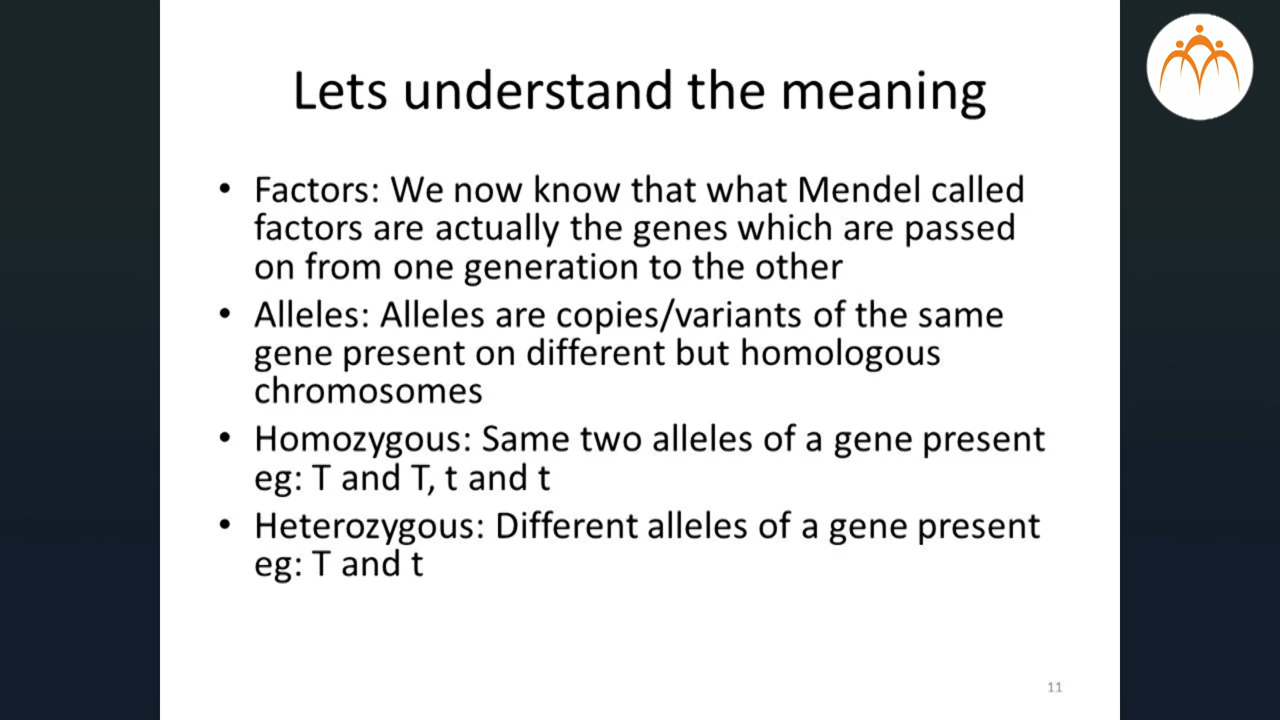 Lets understand the meaning
• Factors: We now know that what Mendel called
factors are actually the genes which are passed
on from one generation to the other
• Alleles: Alleles are copies/variants of the same
gene present on different but homologous
chromosomes
• Homozygous: Same two alleles of a gene present
eg: T and T, t and t
• Heterozygous: Different alleles of a gene present
eg: T and t
11